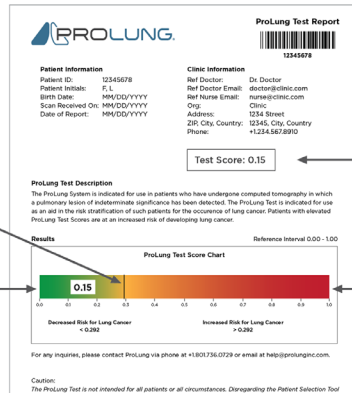 PROLUNG.
ProLung Test Report
12345678
Patient Information
Patient ID: 12345678
Patient Initials: F, L
Birth Date: MM/DD/YYYY
Scan Received On: MM/DD/YYYY
Date of Report: MM/DD/YYYY
Clinic Information
Ref Doctor: Dr. Doctor
Ref Doctor Email: doctor@clinic.com
Ref Nurse Email: nurse@clinic.com
Org: Clinic
Address: 1234 Street
ZIP, City, Country: 12345, City, Country
Phone: +1.234.567.8910
Test Score: 0.15
ProLung Test Description
The ProLung System is indicated for use in patients who have undergone computed tomography in which
a pulmonary lesion of indeterminate significance has been detected. The ProLung Test is indicated for use
as an aid in the risk stratification of such patients for the occurence of lung cancer. Patients with elevated
ProLung Test Scores are at an increased risk of developing lung cancer.
Results Reference Interval 0.00 - 1.00
ProLung Test Score Chart
0.15
0.0 0.1 0.2 0.3 0.4 0.5 0.6 0.7 0.8 0.9 1.0
Decreased Risk for Lung Cancer
< 0.292
Increased Risk for Lung Cancer
> 0.292
For any inquiries, please contact ProLung via phone at +1.801.736.0729 or email at help@prolunginc.com.
Caution:
The ProLung Test is not intended for all patients or all circumstances. Disregarding the Patient Selection Tool